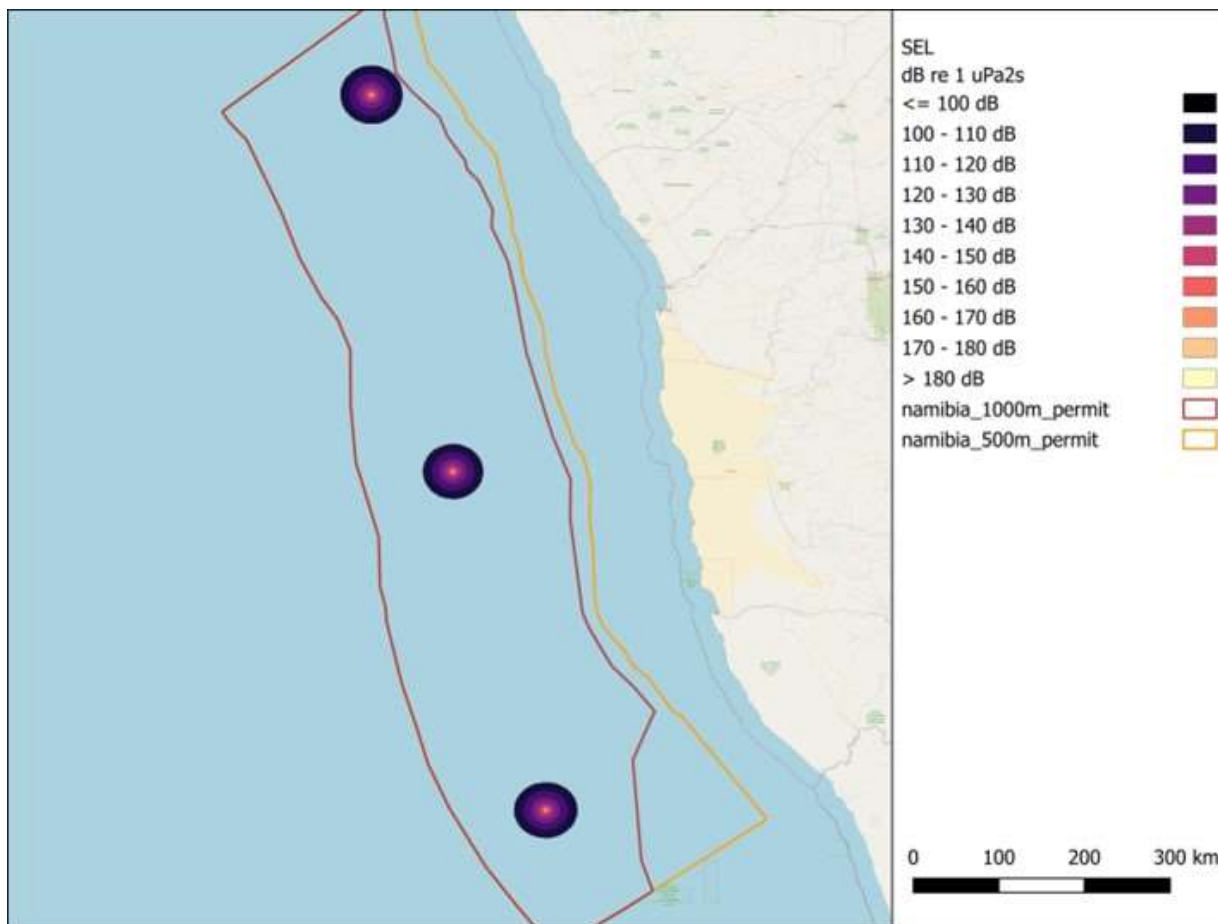 SEL
dB re 1 uPa2s
<= 100 dB
100 - 110 dB
110 - 120 dB
120 - 130 dB
130 - 140 dB
140 - 150 dB
150 - 160 dB
160 - 170 dB
170 - 180 dB
> 180 dB
namibia_1000m_permit
namibia_500m_permit
0 100 200 300 km